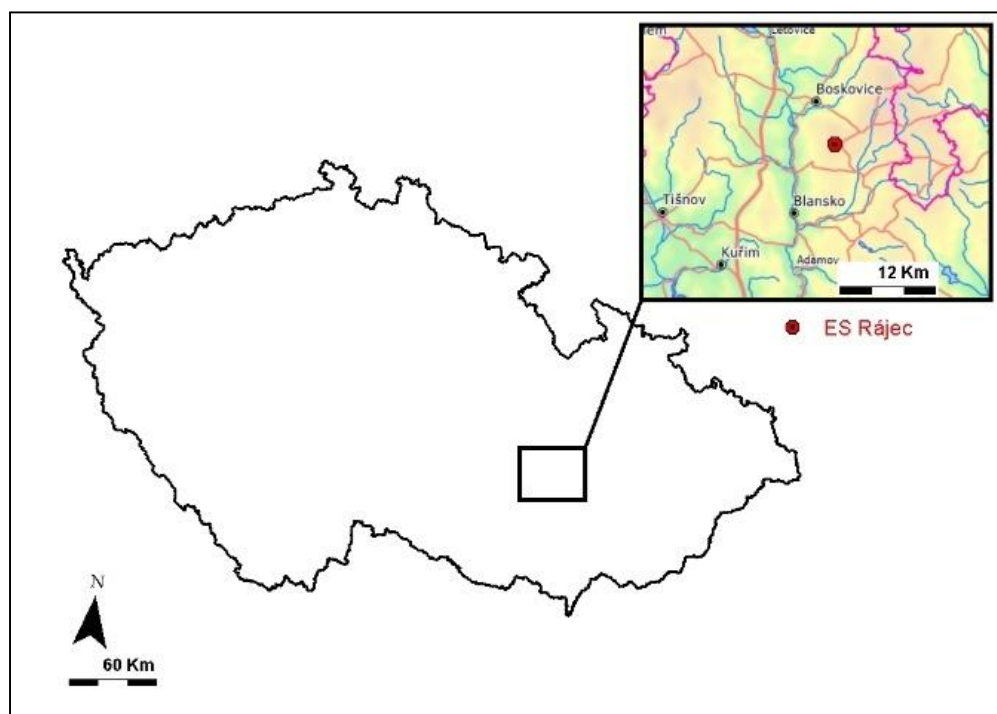 Letovice
Boskovice
Tišnov
Blansko
Kuřim
Adamov
12 Km
ES Rájec
N
60 Km